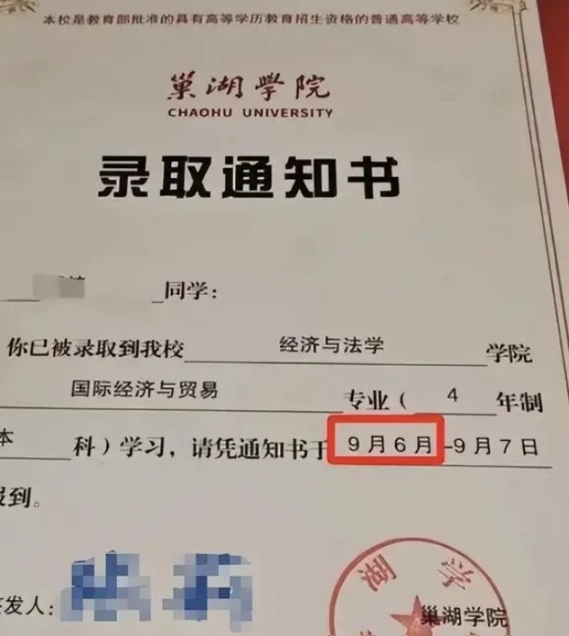 本校是教育部批准的具有高等学历教育招生资格的普通高等学校
巢湖學院
CHAOHU UNIVERSITY
录取通知书
同学：
你已被录取到我校 经济与法学 学院
国际经济与贸易 专业（ 4 年制
本 科）学习，请凭通知书于 9月6月-9月7日
报到。
签发人：
湖 学
巢湖学院